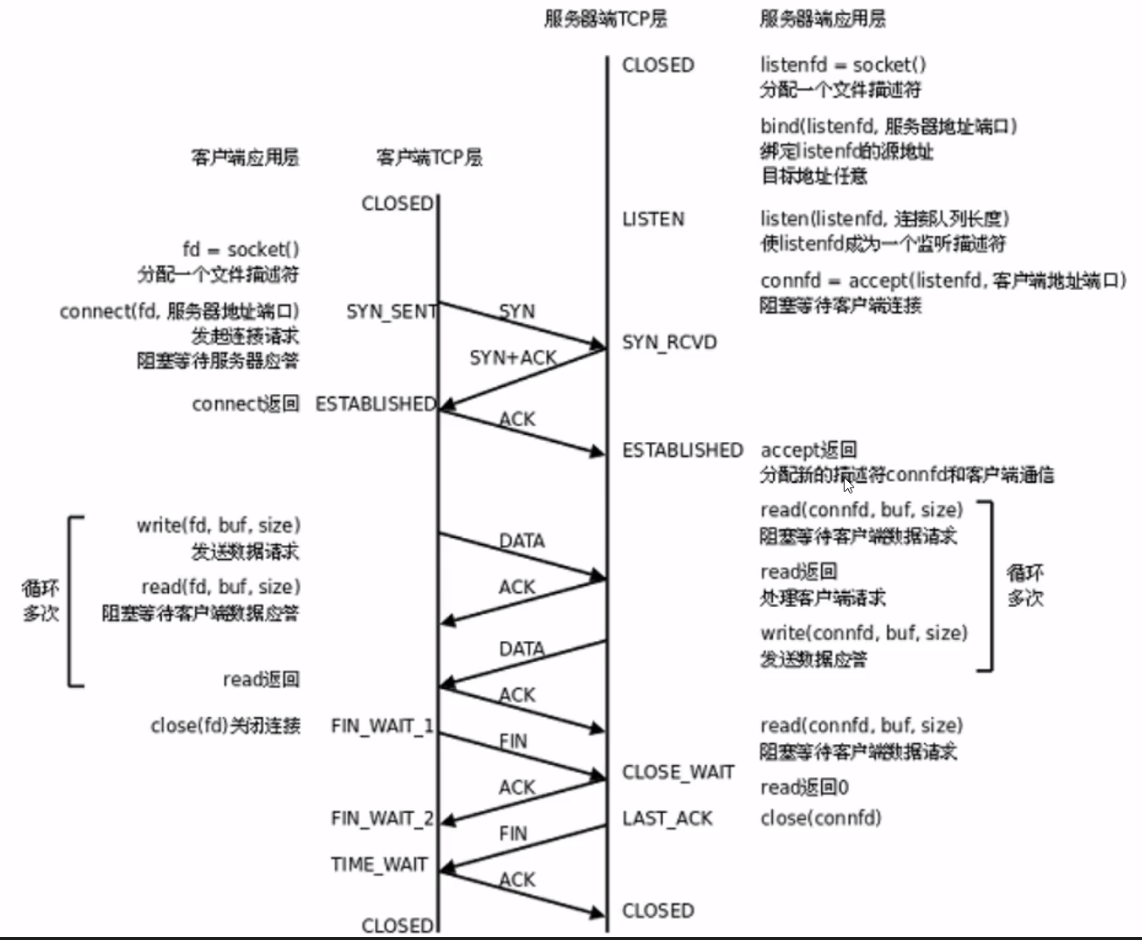 服务器端TCP层 服务器端应用层
CLOSED listenfd = socket()
分配一个文件描述符
bind(listenfd, 服务器地址端口)
绑定listenfd的源地址
客户端应用层 客户端TCP层
目标地址任意
CLOSED
LISTEN listen(listenfd, 连接队列长度)
使listenfd成为一个监听描述符
fd = socket()
分配一个文件描述符
connfd = accept(listenfd, 客户端地址端口)
阻塞等待客户端连接
connect(fd, 服务器地址端口) SYN_SENT SYN
发起连接请求
SYN_RCVD
阻塞等待服务器应答 SYN+ACK
connect返回 ESTABLISHED
ACK
ESTABLISHED accept返回
分配新的描述符connfd和客户端通信
read(connfd, buf, size)
write(fd, buf, size)
阻塞等待客户端数据请求
发送数据请求
DATA
read返回
read(fd, buf, size) ACK
循环 循环
处理客户端请求
多次 多次
阻塞等待客户端数据应答
write(connfd, buf, size)
DATA
发送数据应答
read返回
ACK
close(fd)关闭连接 FIN_WAIT_1 read(connfd, buf, size)
FIN
阻塞等待客户端数据请求
CLOSE_WAIT
ACK read返回0
FIN_WAIT_2 LAST_ACK close(connfd)
FIN
TIME_WAIT
ACK
CLOSED
CLOSED